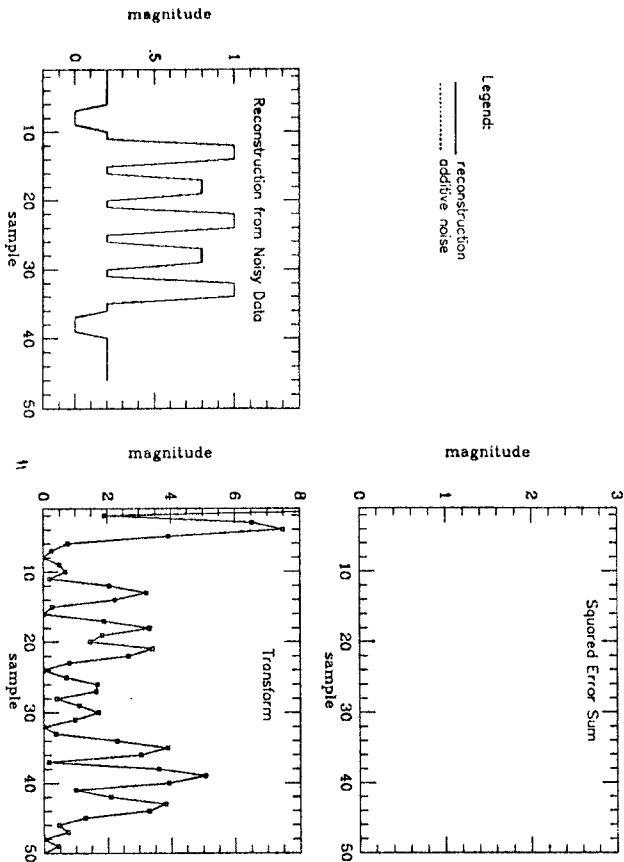 Legend:
reconstruction
additive noise
Squared Error Sum
3
2
1
0
magnitude
10 20 30 40 50
sample
Reconstruction from Noisy Data
1
.5
0
magnitude
10 20 30 40 50
sample
Transform
8
6
4
2
0
magnitude
10 20 30 40 50
sample